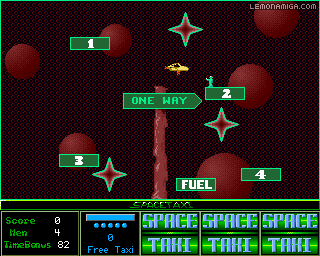 LEMONAMIGA.COM
1
2
ONE WAY
3
4
FUEL
SPACETAXI
Score 0
Men 4
TimeBonus 82
0
Free Taxi
SPACE SPACE SPACE
TAXI TAXI TAXI